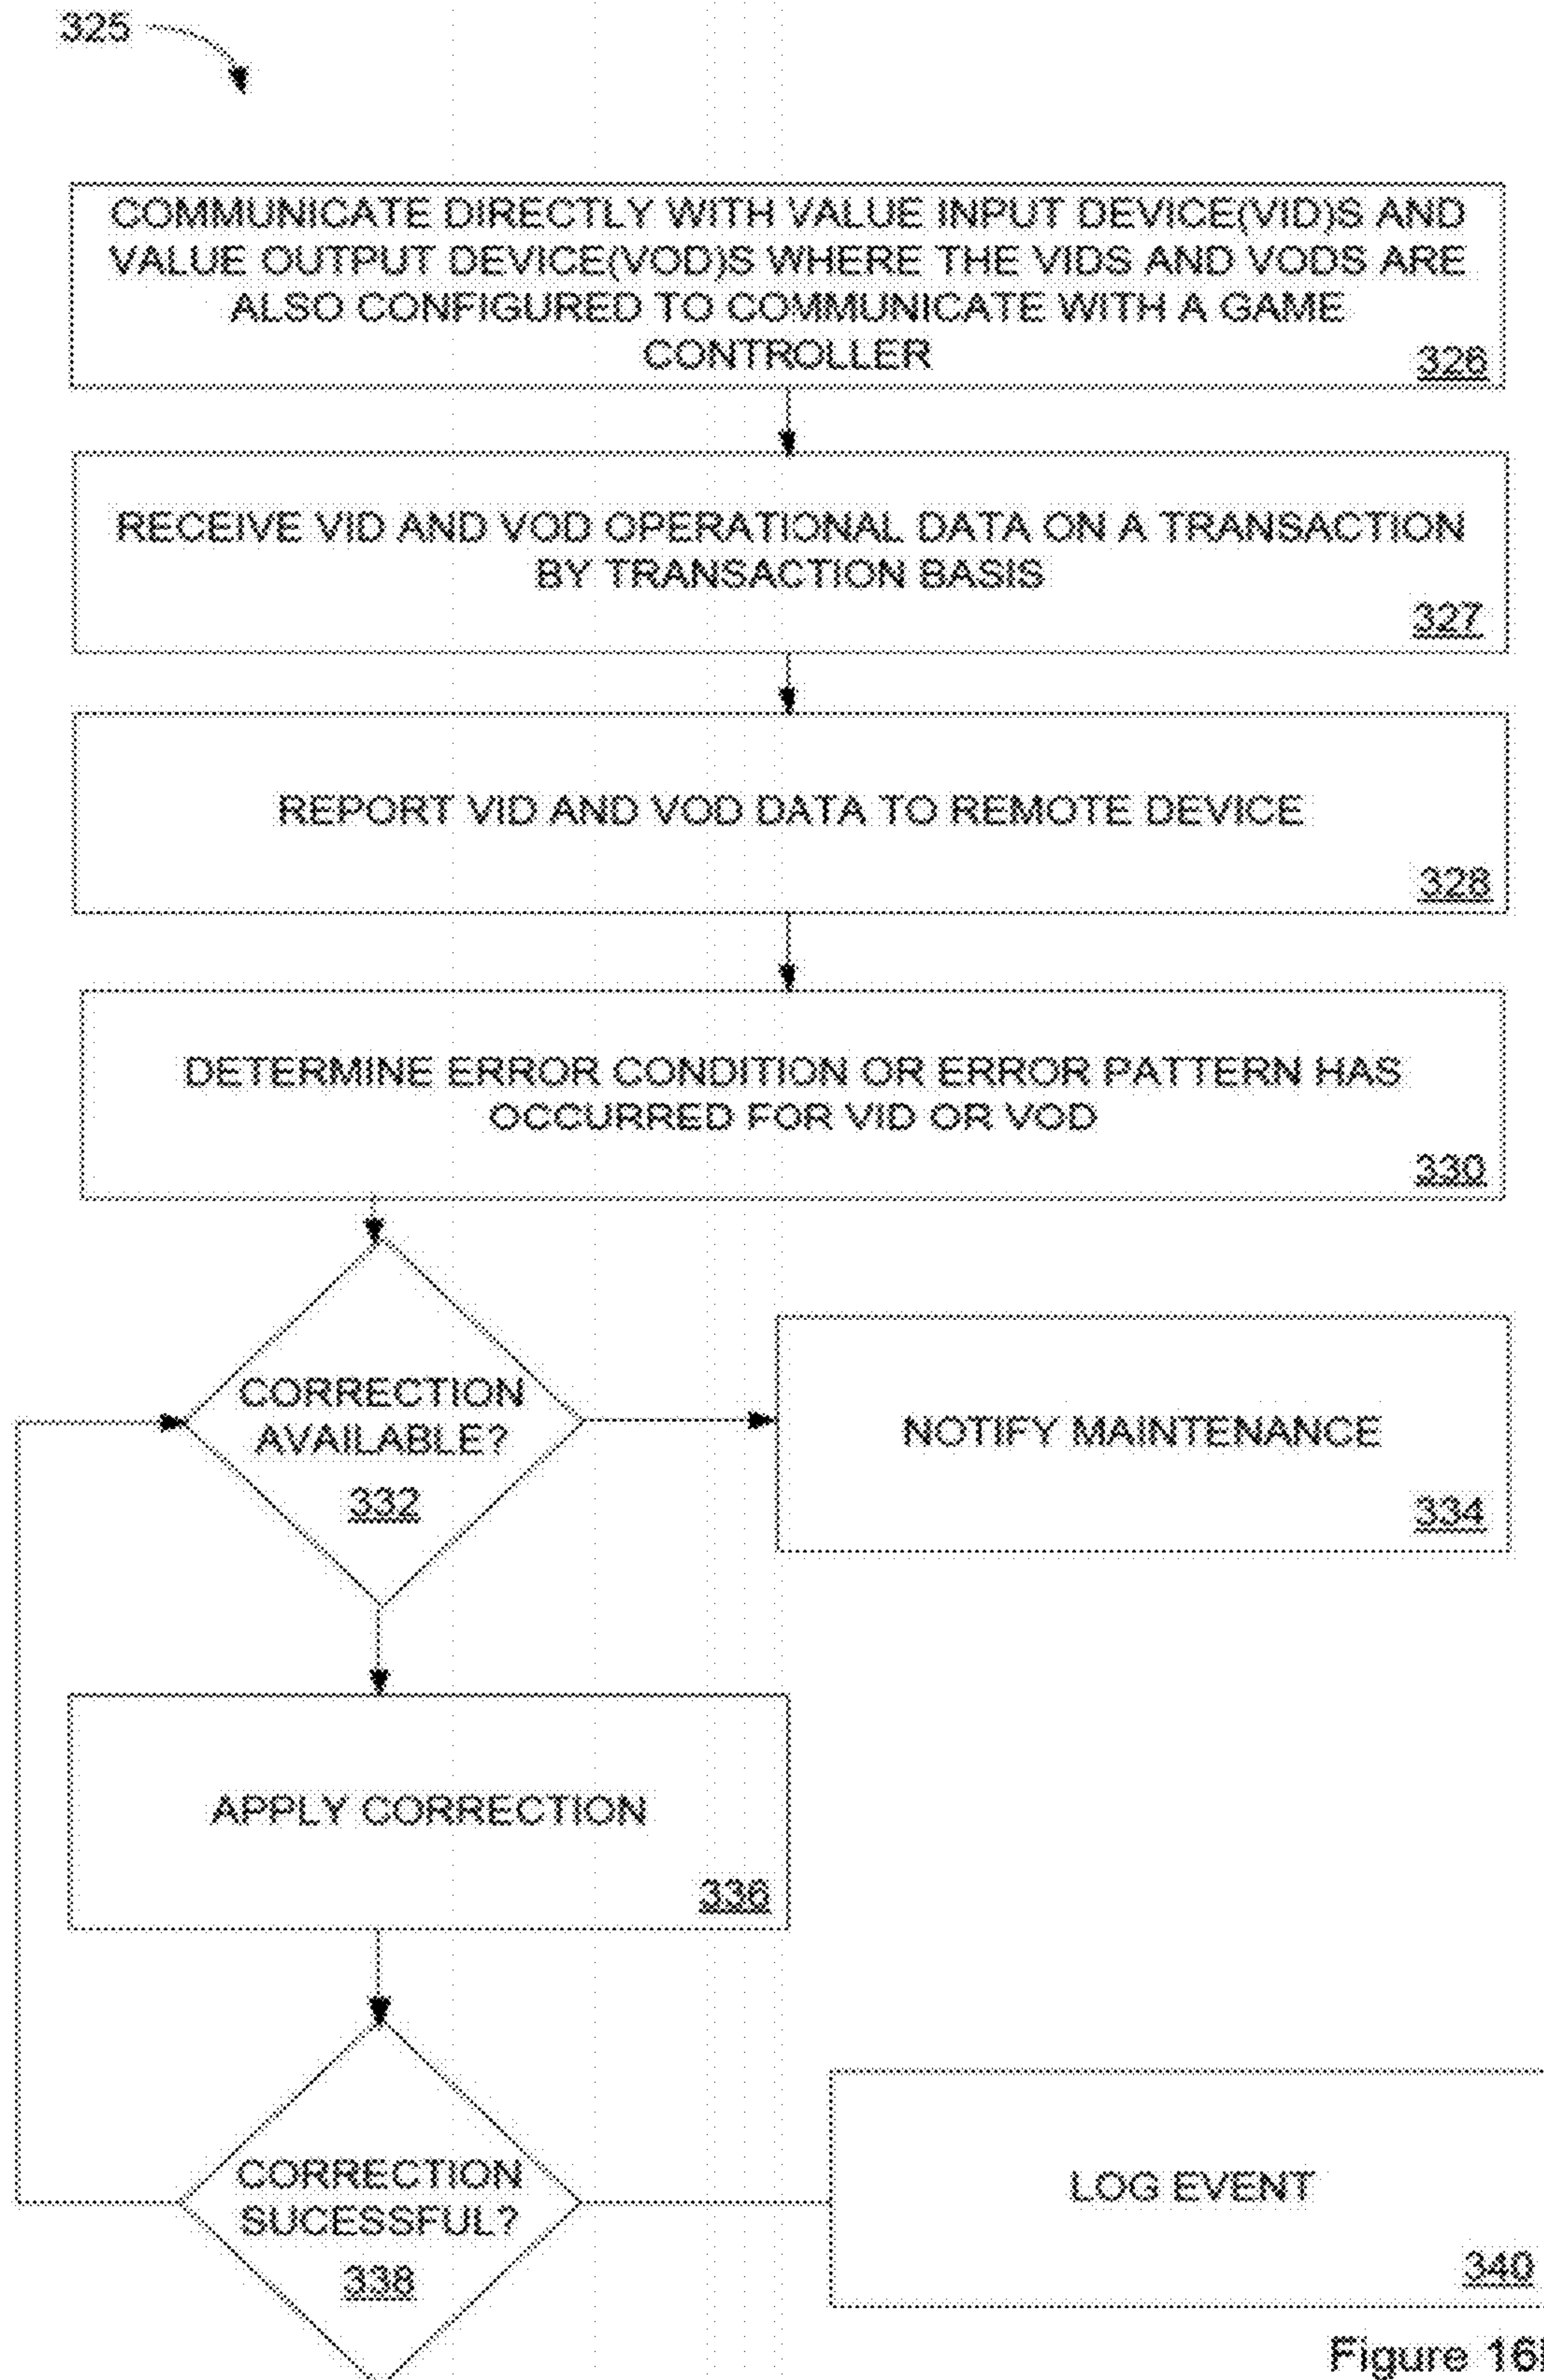 325
COMMUNICATE DIRECTLY WITH VALUE INPUT DEVICE(VID)S AND
VALUE OUTPUT DEVICE(VOD)S WHERE THE VIDS AND VODS ARE
ALSO CONFIGURED TO COMMUNICATE WITH A GAME
CONTROLLER
326
RECEIVE VID AND VOD OPERATIONAL DATA ON A TRANSACTION
BY TRANSACTION BASIS
327
REPORT VID AND VOD DATA TO REMOTE DEVICE
328
DETERMINE ERROR CONDITION OR ERROR PATTERN HAS
OCCURRED FOR VID OR VOD
330
CORRECTION
AVAILABLE?
332
NOTIFY MAINTENANCE
334
APPLY CORRECTION
336
CORRECTION
SUCESSFUL?
338
LOG EVENT
340
Figure